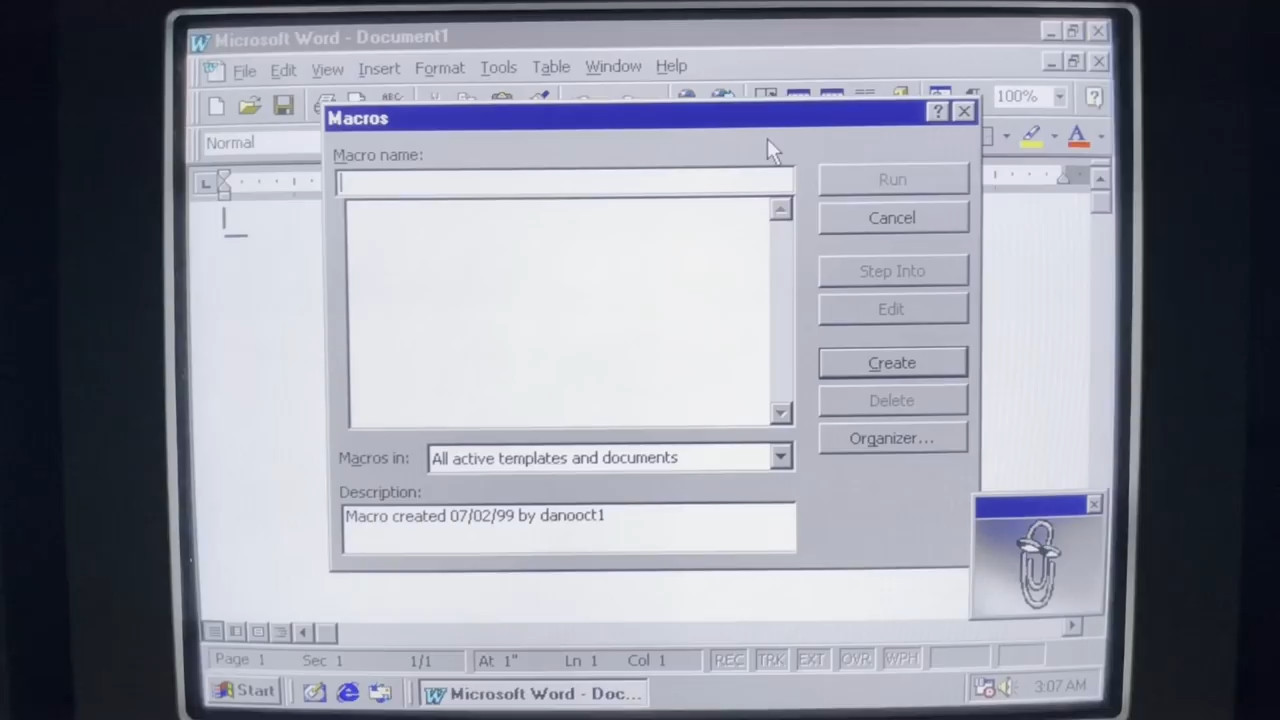 Microsoft Word - Document1
File Edit View Insert Format Tools Table Window Help
ABC
100%
Normal
Macros
Macro name:
Run
Cancel
Step Into
Edit
Create
Delete
Organizer...
Macros in: All active templates and documents
Description:
Macro created 07/02/99 by danooct1
Page 1 Sec 1 1/1 At 1" Ln 1 Col 1 REC TRK EXT OVR WPH
Start Microsoft Word - Doc... 3:07 AM